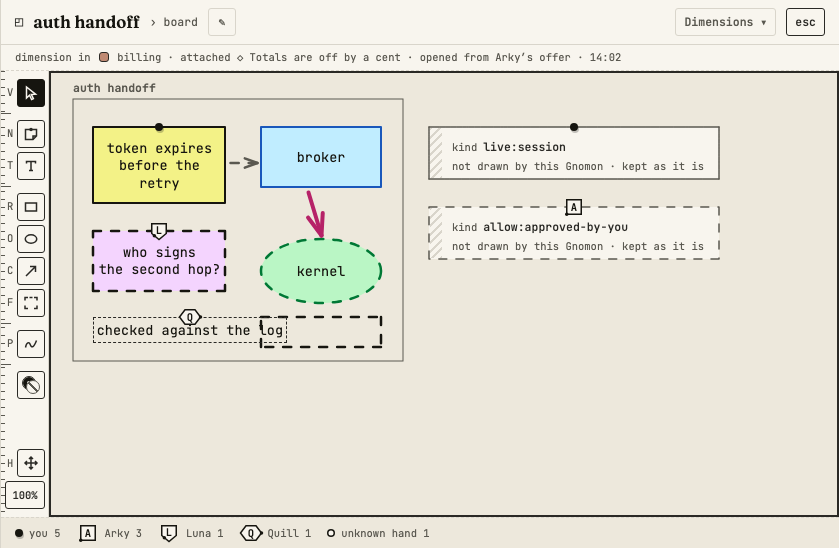 auth handoff › board
Dimensions ▾ esc
dimension in billing · attached ◇ Totals are off by a cent · opened from Arky’s offer · 14:02
auth handoff
V
N
T
R
O
C
F
P
H
100%
token expires
before the
retry
broker
L
who signs
the second hop?
kernel
Q
checked against the log
kind live:session
not drawn by this Gnomon · kept as it is
A
kind allow:approved-by-you
not drawn by this Gnomon · kept as it is
you 5 A Arky 3 L Luna 1 Q Quill 1 unknown hand 1